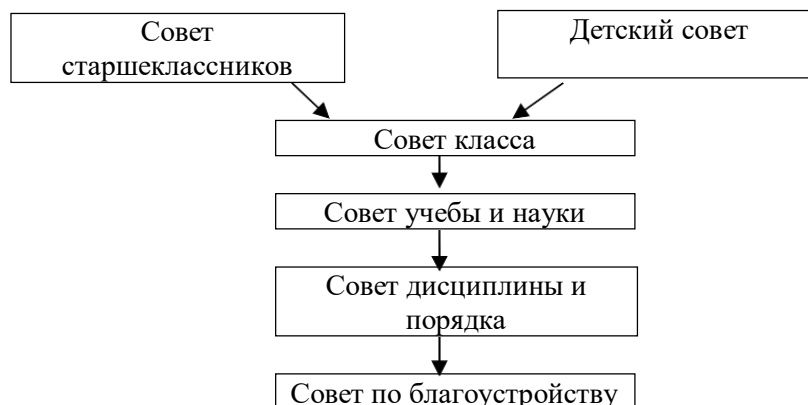 Совет
старшеклассников
Детский совет
Совет класса
Совет учебы и науки
Совет дисциплины и
порядка
Совет по благоустройству